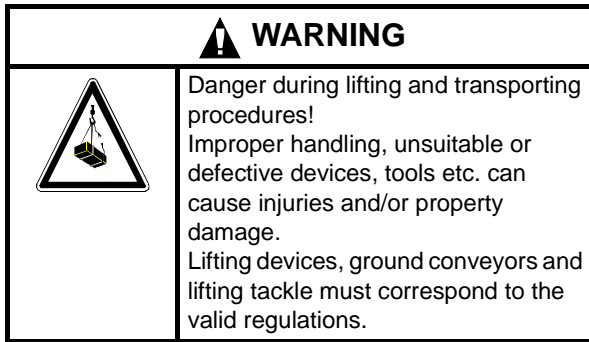 WARNING
Danger during lifting and transporting
procedures!
Improper handling, unsuitable or
defective devices, tools etc. can
cause injuries and/or property
damage.
Lifting devices, ground conveyors and
lifting tackle must correspond to the
valid regulations.